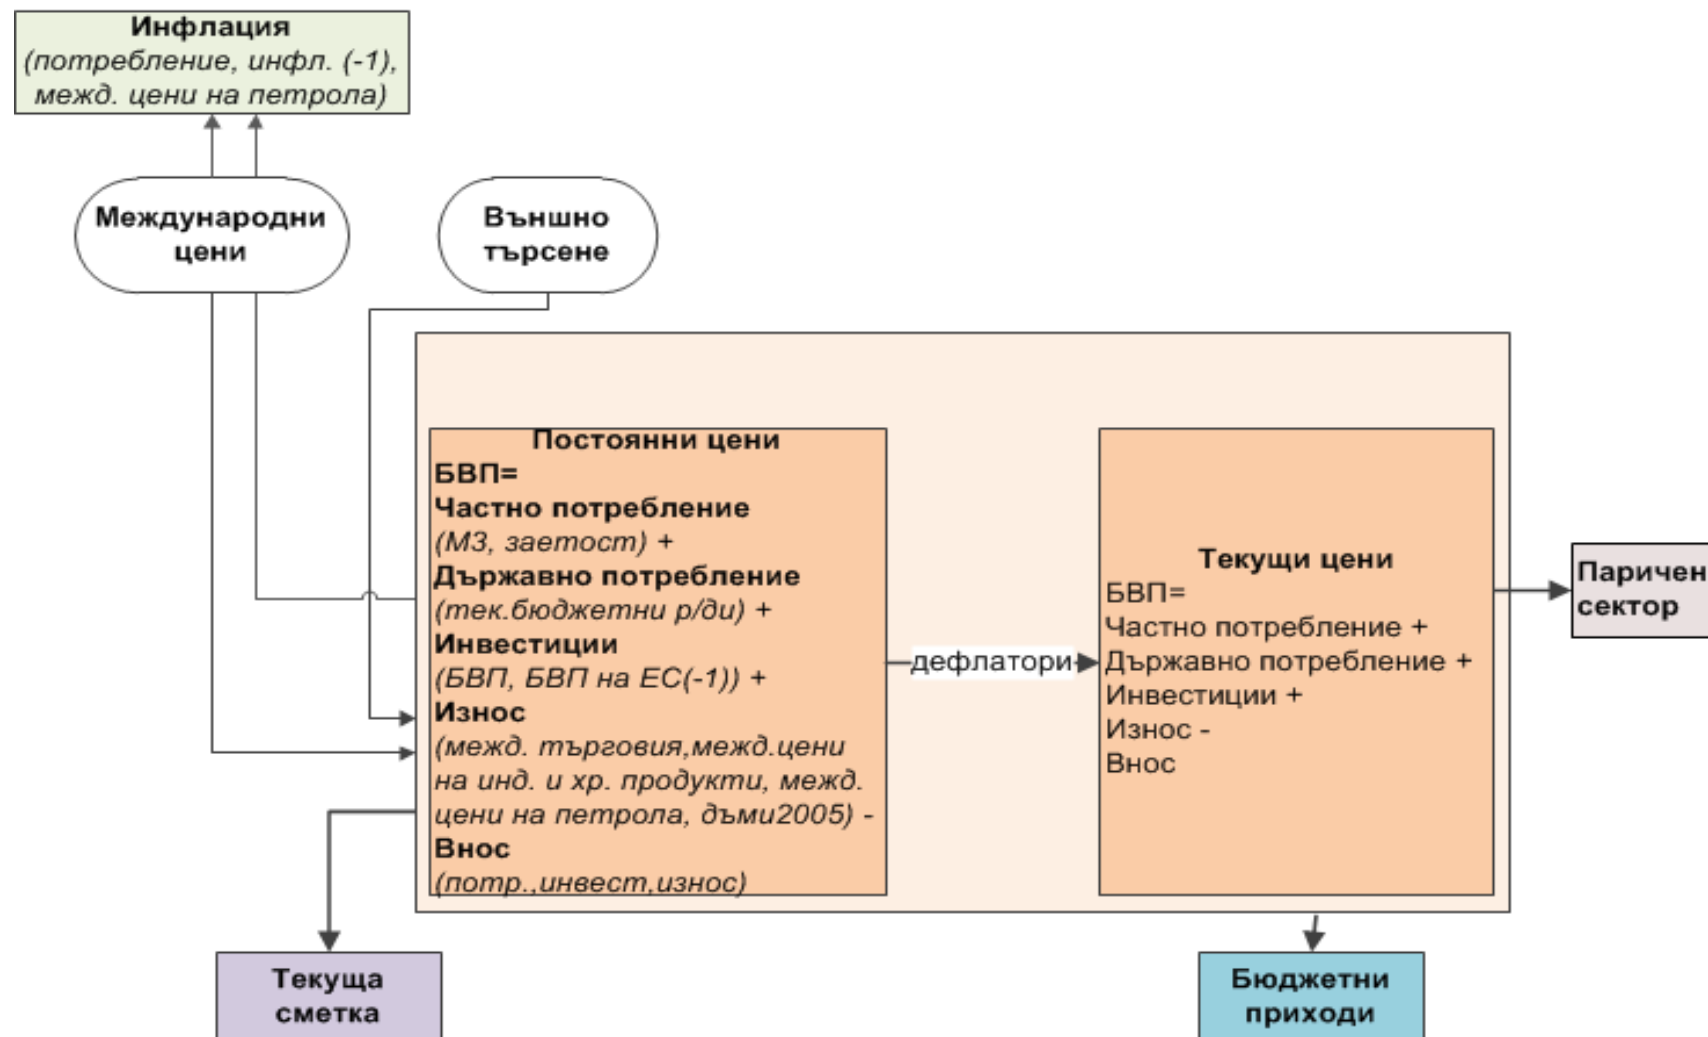 Инфлация
(потребление, инфл. (-1),
межд. цени на петрола)
Международни
цени
Външно
търсене
Постоянни цени
БВП=
Частно потребление
(М3, заетост) +
Държавно потребление
(тек.бюджетни р/ди) +
Инвестиции
(БВП, БВП на ЕС(-1)) +
Износ
(межд. търговия,межд.цени
на инд. и хр. продукти, межд.
цени на петрола, дъми2005) -
Внос
(потр.,инвест,износ)
дефлатори
Текущи цени
БВП=
Частно потребление +
Държавно потребление +
Инвестиции +
Износ -
Внос
Паричен
сектор
Текуща
сметка
Бюджетни
приходи